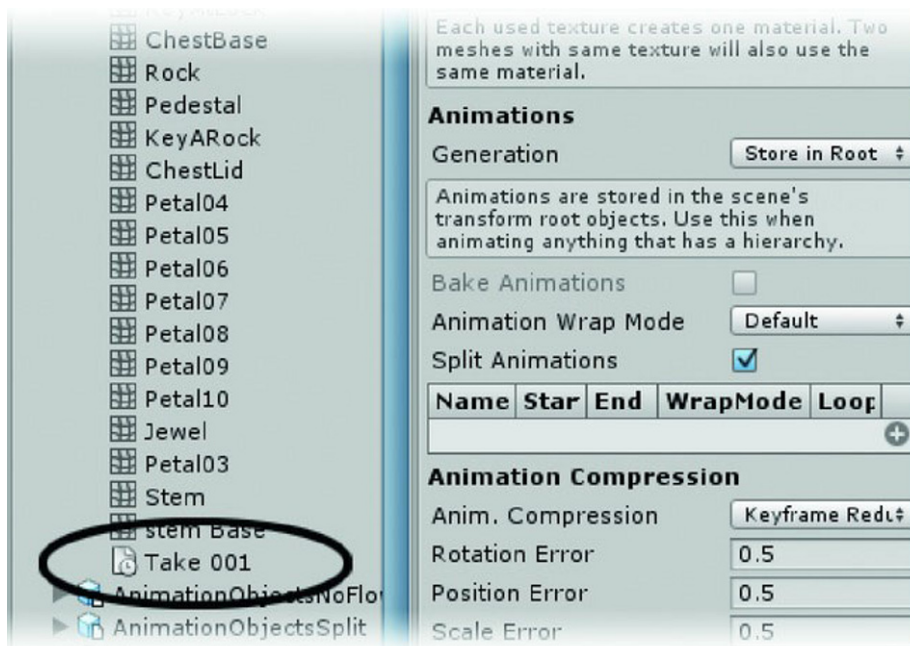 ChestBase
Rock
Pedestal
KeyARock
ChestLid
Petal04
Petal05
Petal06
Petal07
Petal08
Petal09
Petal10
Jewel
Petal03
Stem
stem Base
Take 001
AnimationObjectsNoFlo
AnimationObjectsSplit
Each used texture creates one material. Two
meshes with same texture will also use the
same material.
Animations
Generation Store in Root
Animations are stored in the scene's
transform root objects. Use this when
animating anything that has a hierarchy.
Bake Animations
Animation Wrap Mode Default
Split Animations
Name Star End WrapMode Loop
Animation Compression
Anim. Compression Keyframe Redu
Rotation Error 0.5
Position Error 0.5
Scale Error 0.5